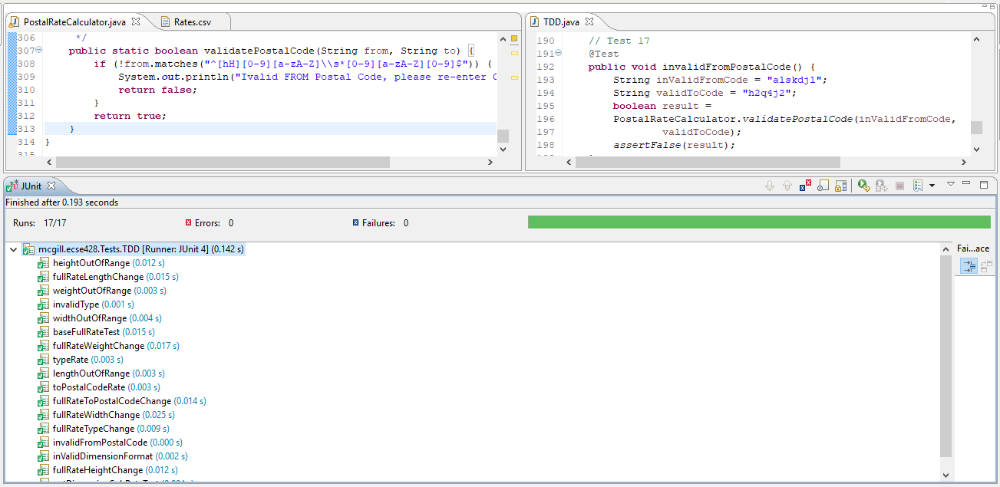 PostalRateCalculator.java
Rates.csv
306 */
307 public static boolean validatePostalCode(String from, String to) {
308 if (!from.matches("^[hH][0-9][a-zA-Z]\\s*[0-9][a-zA-Z][0-9]$")) {
309 System.out.println("Ivalid FROM Postal Code, please re-enter
310 return false;
311 }
312 return true;
313 }
314 }
315
TDD.java
190 // Test 17
191 @Test
192 public void invalidFromPostalCode() {
193 String inValidFromCode = "alskdjl";
194 String validToCode = "h2q4j2";
195 boolean result =
196 PostalRateCalculator.validatePostalCode(inValidFromCode,
197 validToCode);
198 assertFalse(result);
JUnit
Finished after 0.193 seconds
Runs: 17/17
Errors: 0
Failures: 0
mcgill.ecse428.Tests.TDD [Runner: JUnit 4] (0.142 s)
Fai...ace
heightOutOfRange (0.012 s)
fullRateLengthChange (0.015 s)
weightOutOfRange (0.003 s)
invalidType (0.001 s)
widthOutOfRange (0.004 s)
baseFullRateTest (0.015 s)
fullRateWeightChange (0.017 s)
typeRate (0.003 s)
lengthOutOfRange (0.003 s)
toPostalCodeRate (0.003 s)
fullRateToPostalCodeChange (0.014 s)
fullRateWidthChange (0.025 s)
fullRateTypeChange (0.009 s)
invalidFromPostalCode (0.000 s)
inValidDimensionFormat (0.002 s)
fullRateHeightChange (0.012 s)